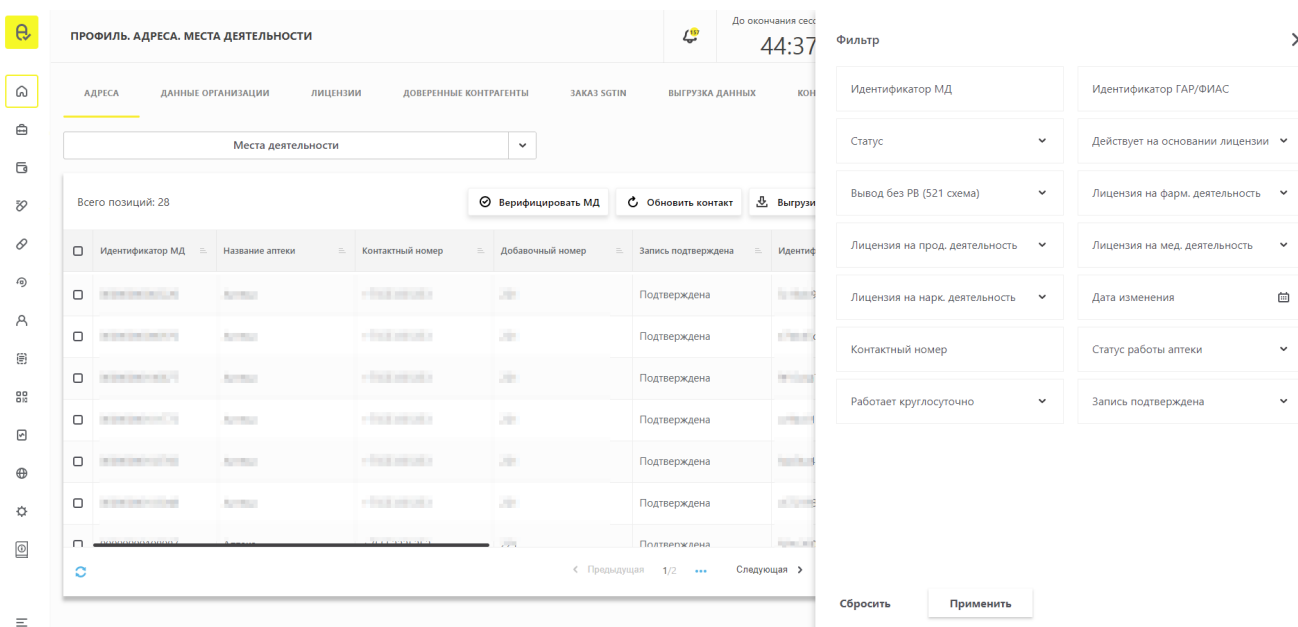 ПРОФИЛЬ. АДРЕСА. МЕСТА ДЕЯТЕЛЬНОСТИ
157
До окончания
44:37
АДРЕСА ДАННЫЕ ОРГАНИЗАЦИИ ЛИЦЕНЗИИ ДОВЕРЕННЫЕ КОНТРАГЕНТЫ ЗАКАЗ SGTIN ВЫГРУЗКА ДАННЫХ КОН
Места деятельности
Всего позиций: 28
Верифицировать МД Обновить контакт Выгрузи
Идентификатор МД Название аптеки Контактный номер Добавочный номер Запись подтверждена Идентиф
Подтверждена
Подтверждена
Подтверждена
Подтверждена
Подтверждена
Подтверждена
Подтверждена
Предыдущая 1/2 ••• Следующая
Фильтр
Идентификатор МД Идентификатор ГАР/ФИАС
Статус Действует на основании лицензии
Вывод без РВ (521 схема) Лицензия на фарм. деятельность
Лицензия на прод. деятельность Лицензия на мед. деятельность
Лицензия на нарк. деятельность Дата изменения
Контактный номер Статус работы аптеки
Работает круглосуточно Запись подтверждена
Сбросить Применить